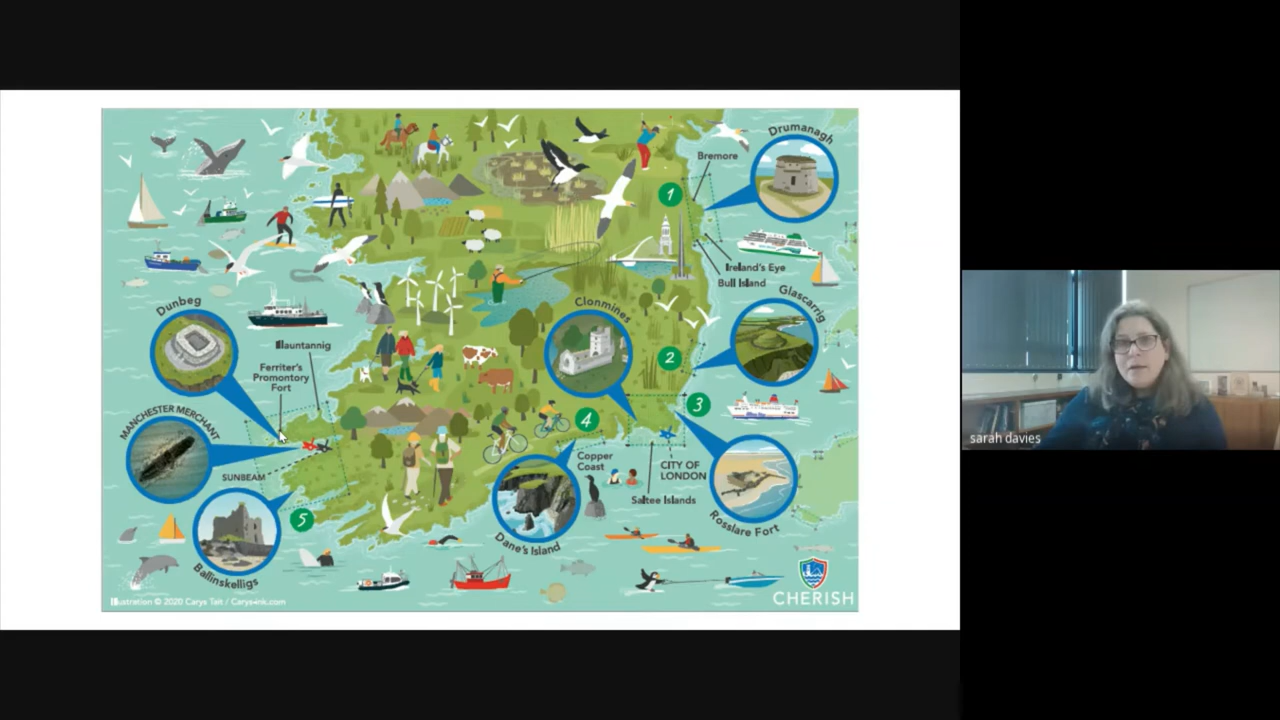 Drumanagh
Bremore
1
Ireland's Eye
Bull Island
Glascarrig
Clonmines
2
Dunbeg
Illauntannig
Ferriter's
Promontory
Fort
3
4
MANCHESTER MERCHANT
SUNBEAM
5
Copper
Coast
CITY OF
LONDON
Saltee Islands
Rosslare Fort
Dane's Island
Ballinskelligs
Illustration © 2020 Carys Tait / Carys-ink.com
CHERISH
sarah davies